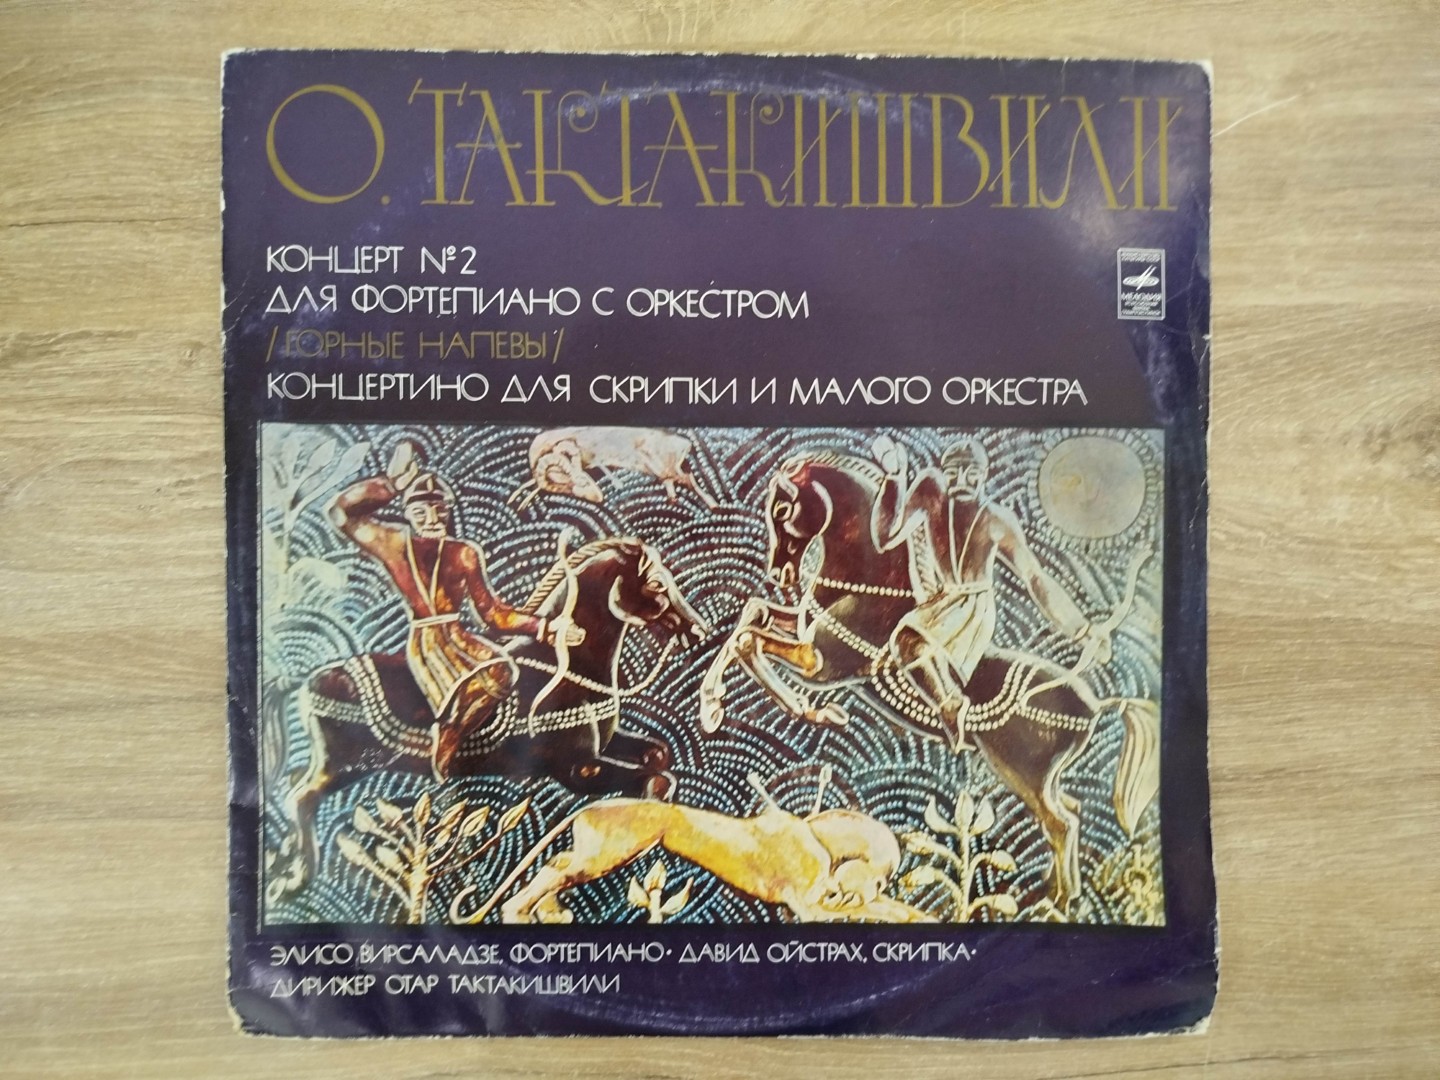 О. ТАКТАКИШВИЛИ
КОНЦЕРТ №2
ДЛЯ ФОРТЕПИАНО С ОРКЕСТРОМ
/ГОРНЫЕ НАПЕВЫ/
КОНЦЕРТИНО ДЛЯ СКРИПКИ И МАЛОГО ОРКЕСТРА
МЕЛОДИЯ
ЭЛИСО ВИРСАЛАДЗЕ, ФОРТЕПИАНО • ДАВИД ОЙСТРАХ, СКРИПКА •
ДИРИЖЕР ОТАР ТАКТАКИШВИЛИ